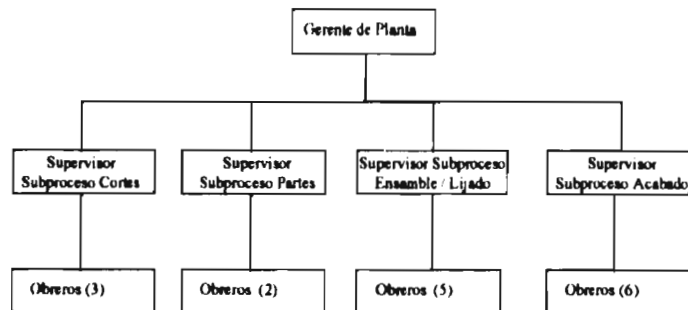 Gerente de Planta
Supervisor
Subproceso Cortes
Supervisor
Subproceso Partes
Supervisor Subproceso
Ensamble / Lijado
Supervisor
Subproceso Acabado
Obreros (3)
Obreros (2)
Obreros (5)
Obreros (6)